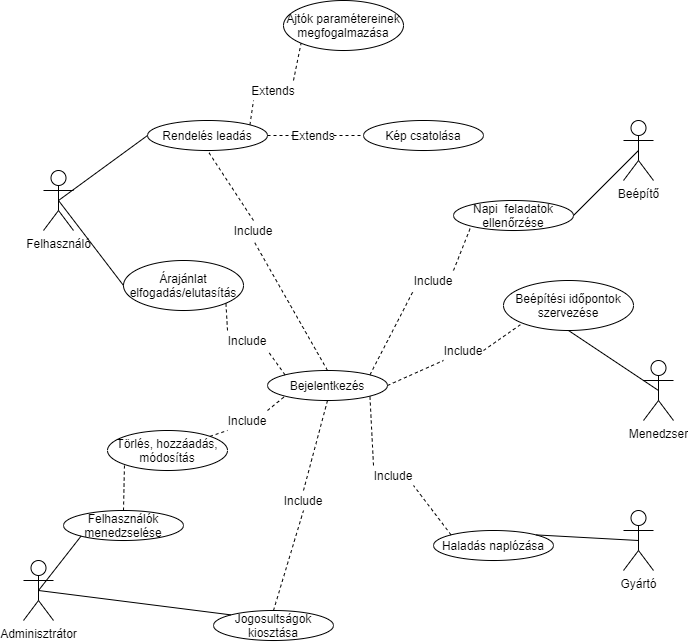 Ajtók paramétereinek
megfogalmazása
Extends
Rendelés leadás
Extends
Kép csatolása
Beépítő
Napi feladatok
ellenőrzése
Felhasználó
Include
Árajánlat
elfogadás/elutasítás
Include
Beépítési időpontok
szervezése
Include
Include
Bejelentkezés
Include
Menedzser
Törlés, hozzáadás,
módosítás
Include
Include
Felhasználók
menedzselése
Haladás naplózása
Gyártó
Adminisztrátor
Jogosultságok
kiosztása